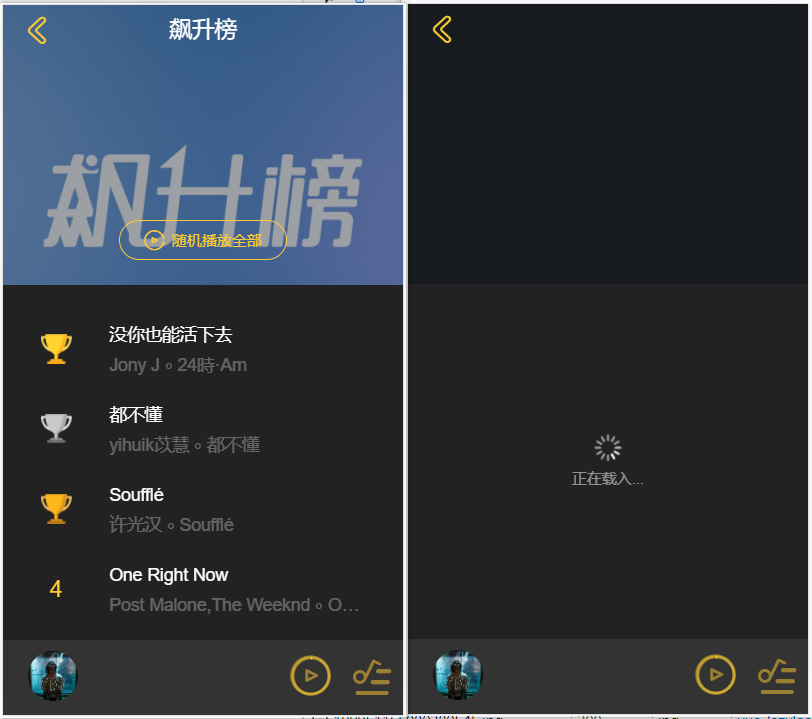 飙升榜
飙升榜
随机播放全部
没你也能活下去
Jony J。24時·Am
都不懂
yihuik苡慧。都不懂
Soufflé
许光汉。Soufflé
4
One Right Now
Post Malone,The Weeknd。O...
正在载入...